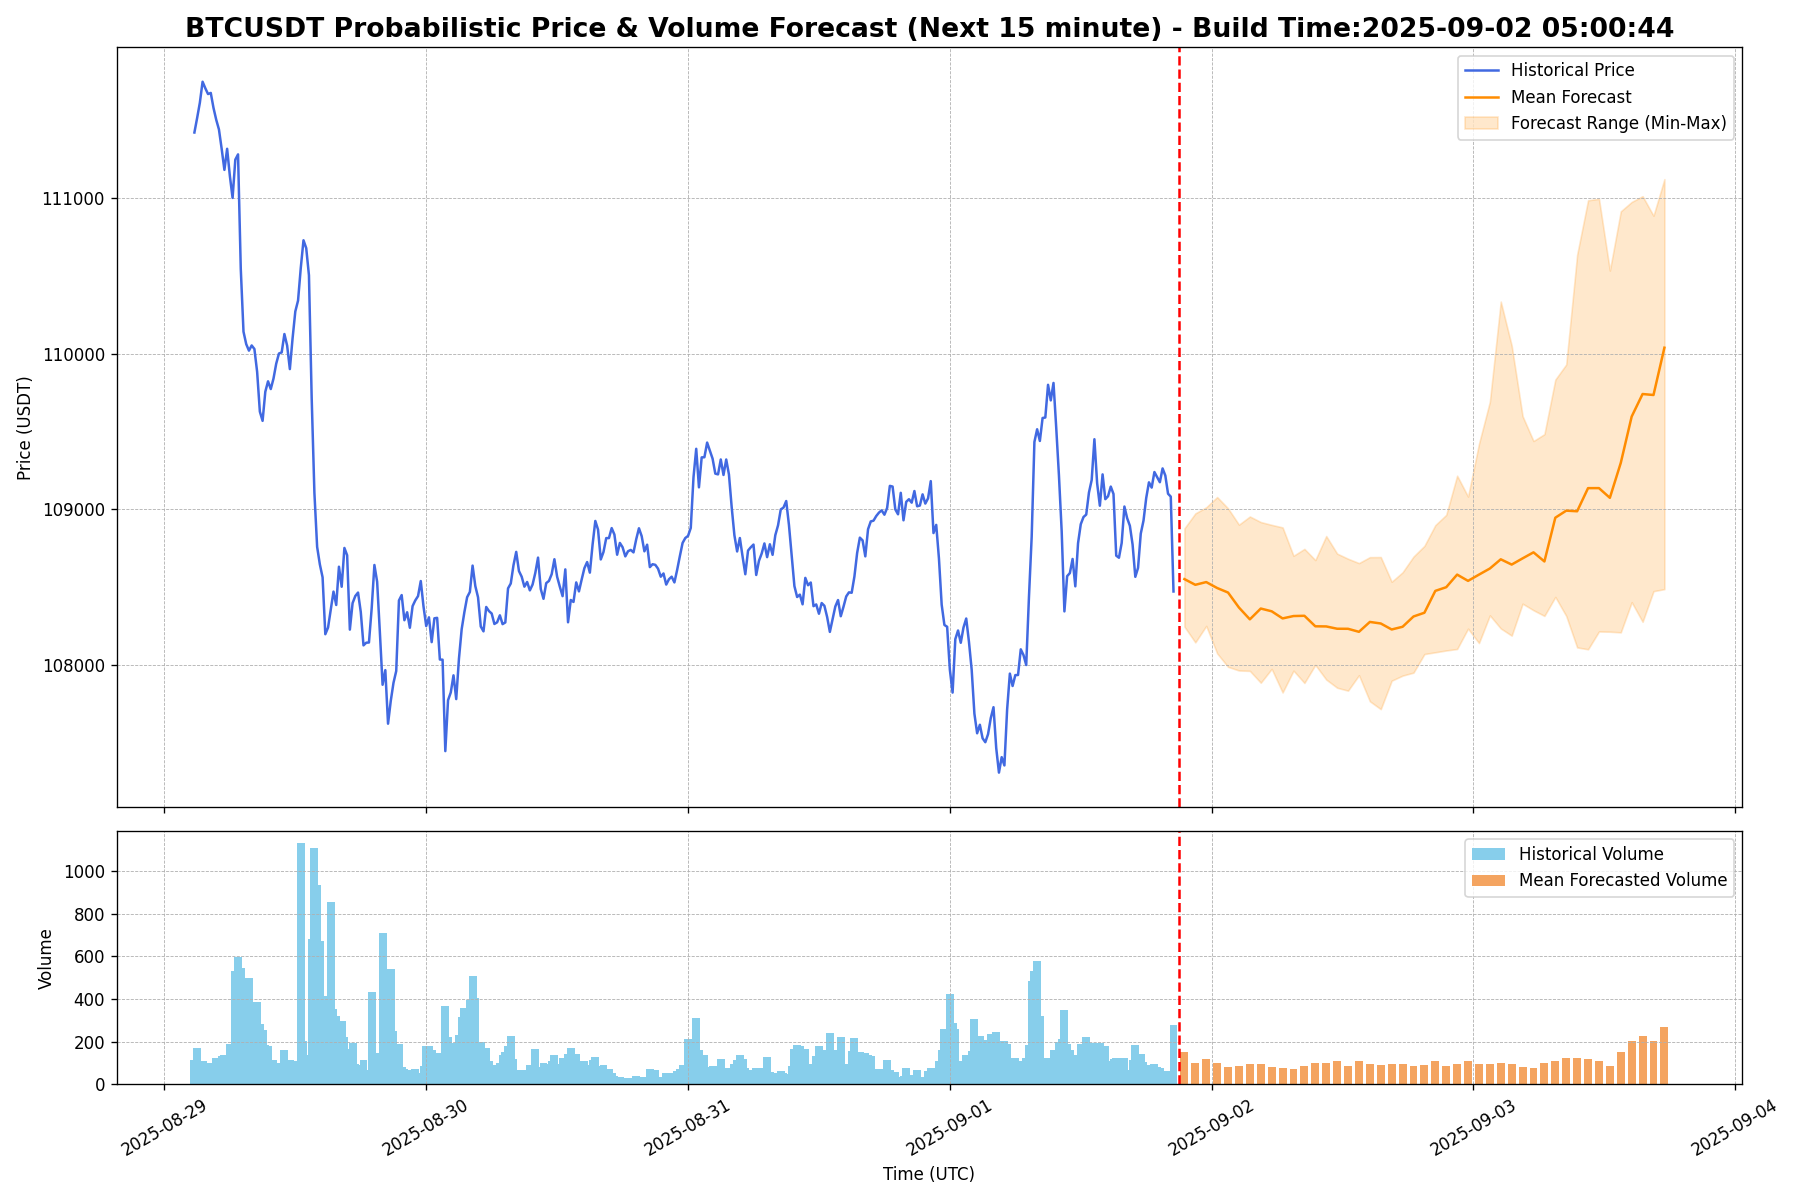 BTCUSDT Probabilistic Price & Volume Forecast (Next 15 minute) - Build Time:2025-09-02 05:00:44
Historical Price
Mean Forecast
Forecast Range (Min-Max)
Price (USDT)
111000
110000
109000
108000
Historical Volume
Mean Forecasted Volume
Volume
1000
800
600
400
200
0
2025-08-29
2025-08-30
2025-08-31
2025-09-01
2025-09-02
2025-09-03
2025-09-04
Time (UTC)